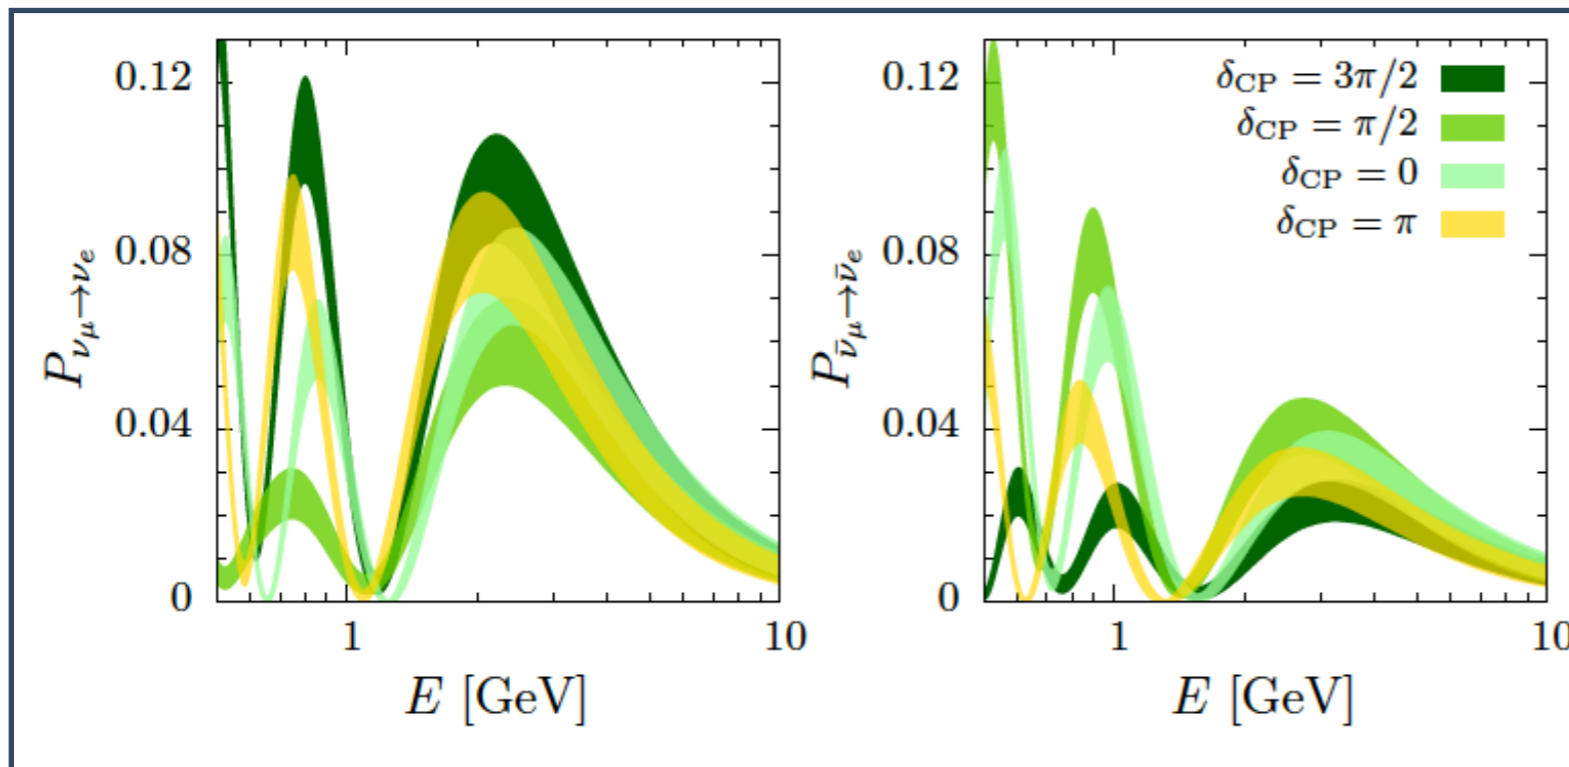 0.12
0.08
0.04
0
P_{ν_μ→ν_e}
1
10
E [GeV]
0.12
0.08
0.04
0
P_{ν̄_μ→ν̄_e}
δ_CP = 3π/2
δ_CP = π/2
δ_CP = 0
δ_CP = π
1
10
E [GeV]